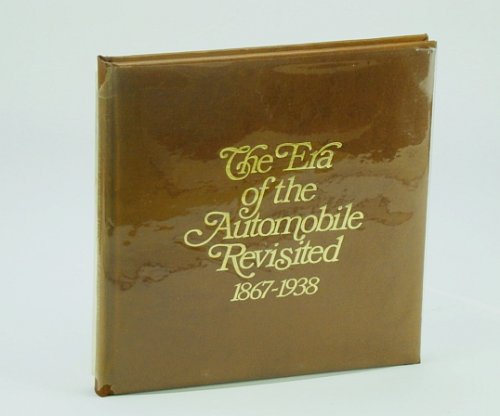 The Era
of the
Automobile
Revisited
1867-1938